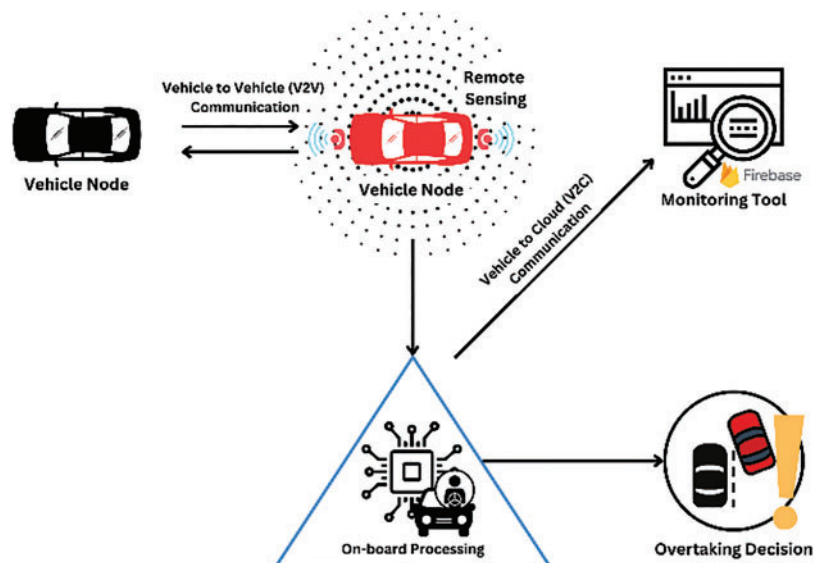 Vehicle to Vehicle (V2V)
Communication
Remote
Sensing
Vehicle Node
Vehicle Node
Firebase
Monitoring Tool
Vehicle to Cloud (V2C)
Communication
On-board Processing
Overtaking Decision